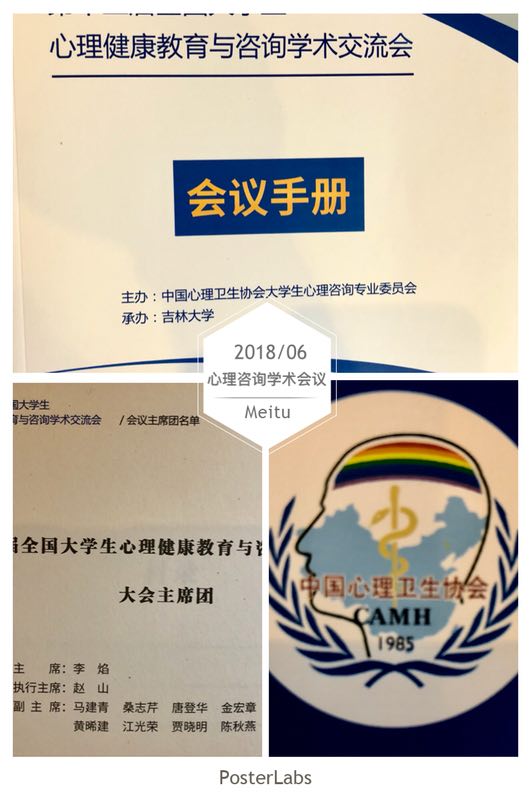 心理健康教育与咨询学术交流会
会议手册
主办：中国心理卫生协会大学生心理咨询专业委员会
承办：吉林大学
2018/06
心理咨询学术会议
Meitu
国大学生
育与咨询学术交流会 /会议主席团名单
届全国大学生心理健康教育与咨
大会主席团
主 席：李 焰
执行主席：赵 山
副 主 席：马建青 桑志芹 唐登华 金宏章
黄晞建 江光荣 贾晓明 陈秋燕
中国心理卫生协会
CAMH
1985
PosterLabs